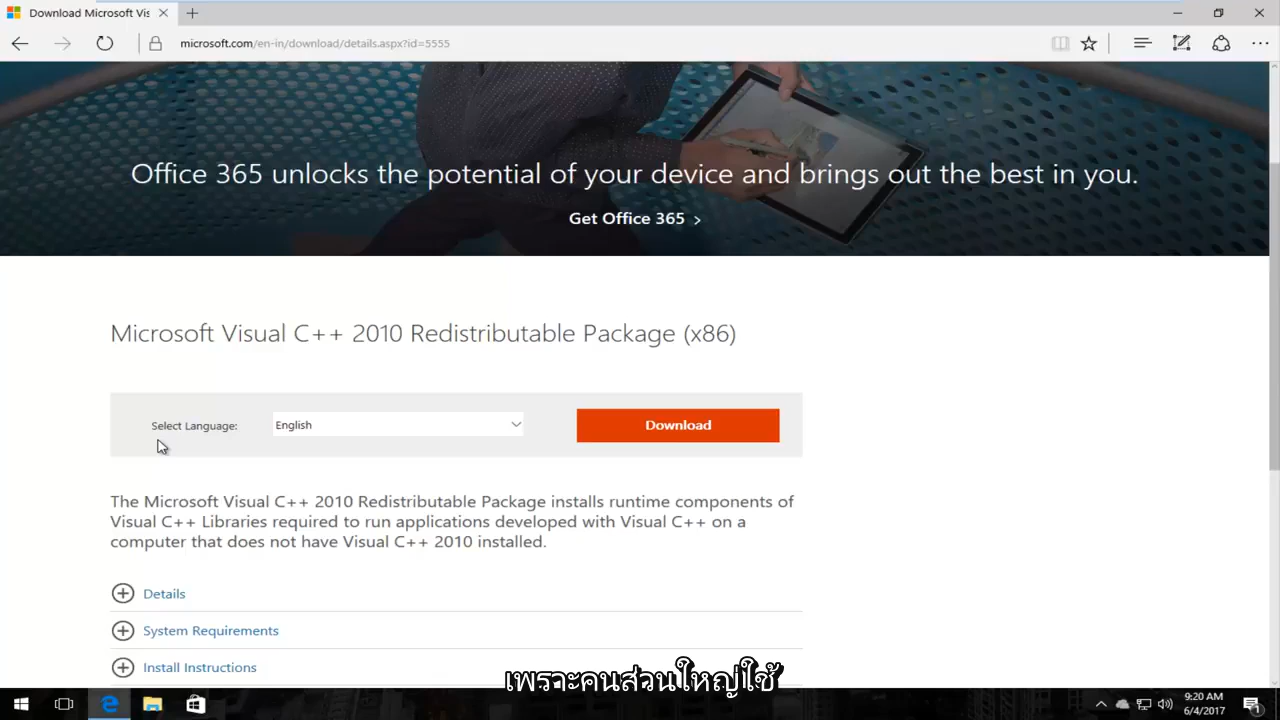 Download Microsoft Vis
microsoft.com/en-in/download/details.aspx?id=5555
Office 365 unlocks the potential of your device and brings out the best in you.
Get Office 365 >
Microsoft Visual C++ 2010 Redistributable Package (x86)
Select Language:
English
Download
The Microsoft Visual C++ 2010 Redistributable Package installs runtime components of
Visual C++ Libraries required to run applications developed with Visual C++ on a
computer that does not have Visual C++ 2010 installed.
Details
System Requirements
Install Instructions
เพราะคนส่วนใหญ่ใช้
9:20 AM
6/4/2017
1